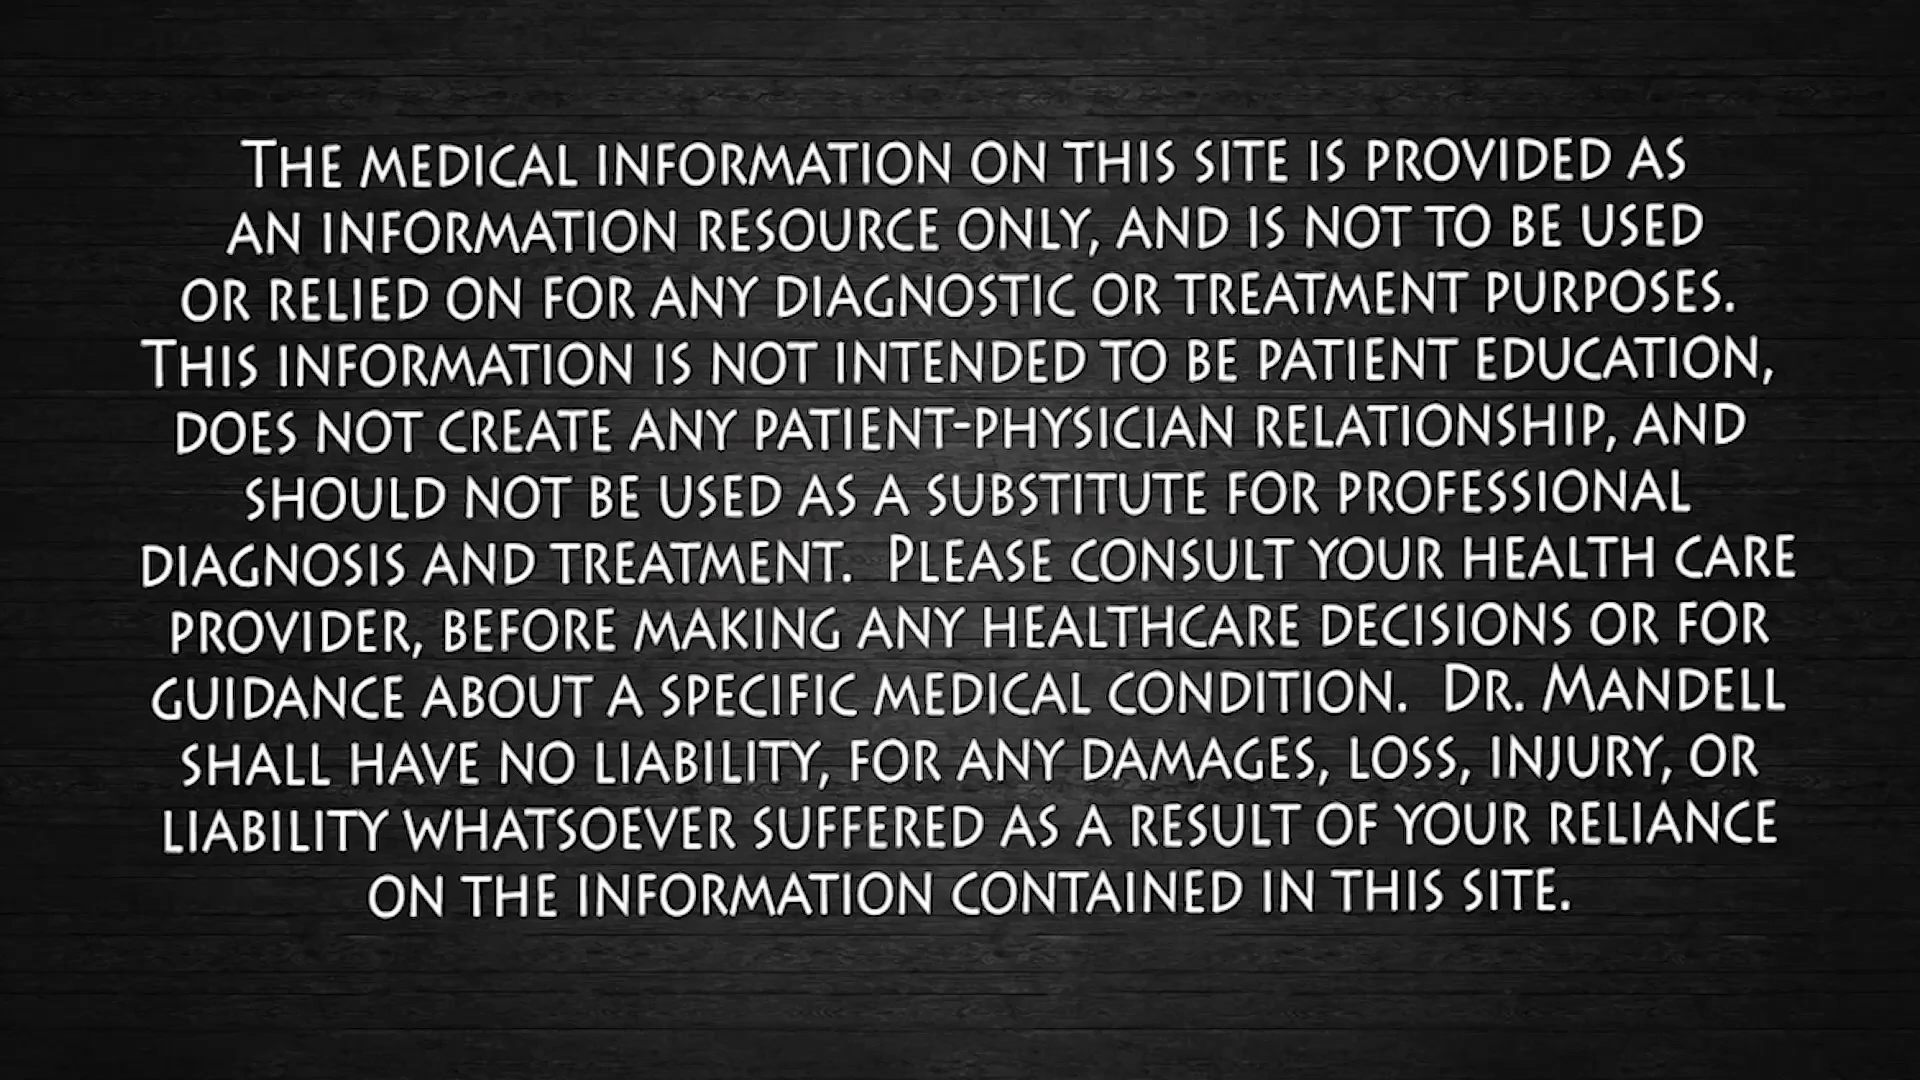 The medical information on this site is provided as
an information resource only, and is not to be used
or relied on for any diagnostic or treatment purposes.
This information is not intended to be patient education,
does not create any patient-physician relationship, and
should not be used as a substitute for professional
diagnosis and treatment.  Please consult your health care
provider, before making any healthcare decisions or for
guidance about a specific medical condition.  Dr. Mandell
shall have no liability, for any damages, loss, injury, or
liability whatsoever suffered as a result of your reliance
on the information contained in this site.